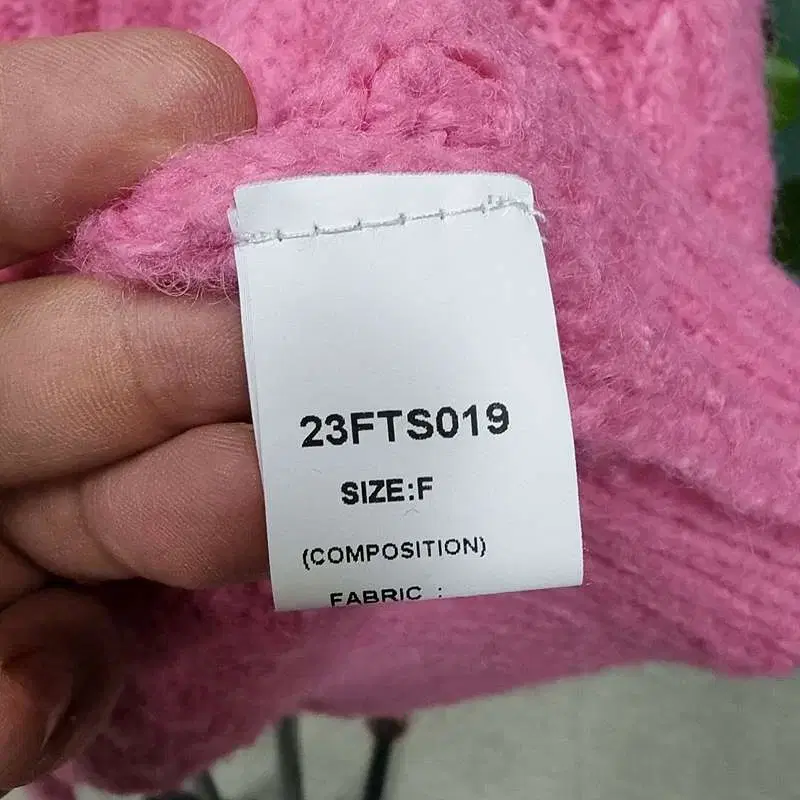 23FTS019
SIZE:F
(COMPOSITION)
FABRIC :